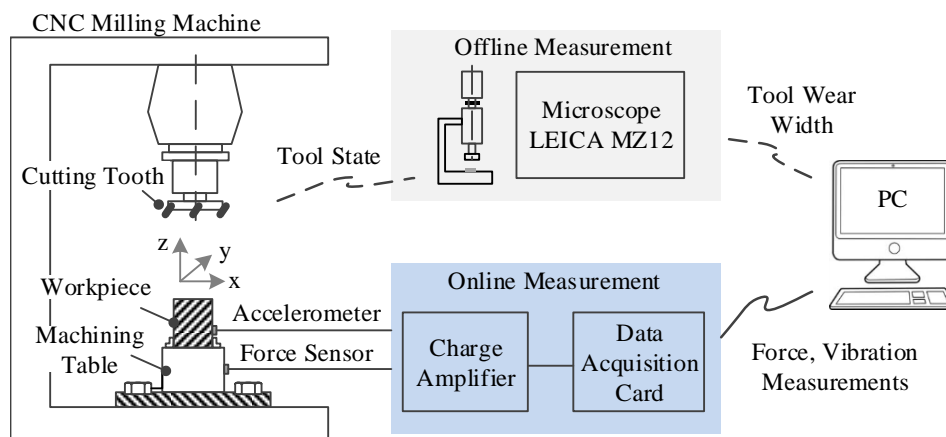 CNC Milling Machine
Offline Measurement
Microscope
LEICA MZ12
Tool Wear
Width
Tool State
Cutting Tooth
PC
z
y
x
Online Measurement
Workpiece
Accelerometer
Machining
Table
Force Sensor
Charge
Amplifier
Data
Acquisition
Card
Force, Vibration
Measurements